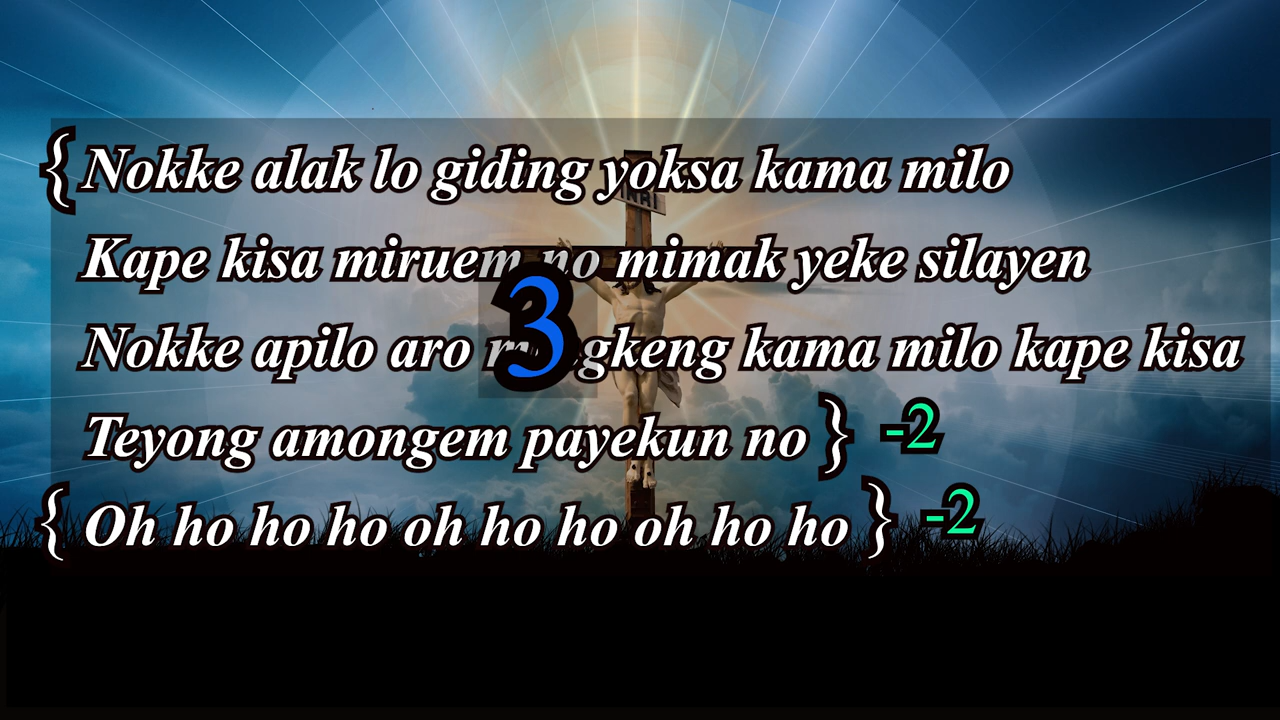 { Nokke alak lo giding yoksa kama milo
INRI
Kape kisa miruem no mimak yeke silayen
3
Nokke apilo aro kama milo kape kisa
Teyong amongem payekun no } -2
{ Oh ho ho ho oh ho ho oh ho ho } -2